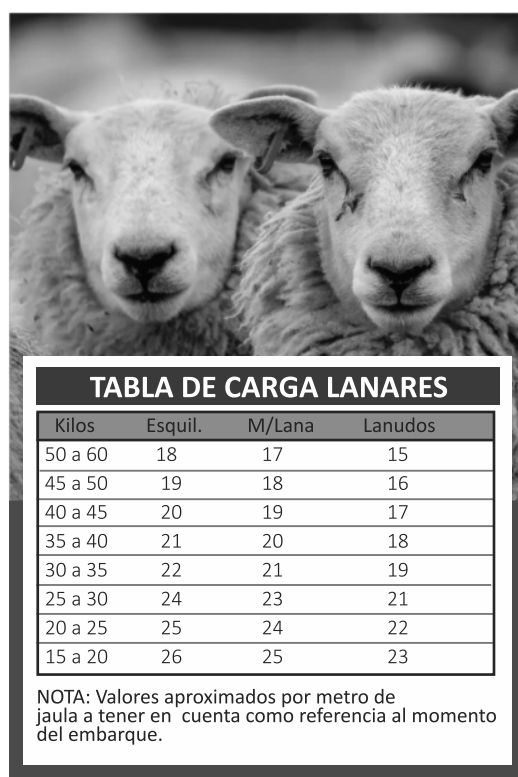 TABLA DE CARGA LANARES
Kilos Esquil. M/Lana Lanudos
50 a 60 18 17 15
45 a 50 19 18 16
40 a 45 20 19 17
35 a 40 21 20 18
30 a 35 22 21 19
25 a 30 24 23 21
20 a 25 25 24 22
15 a 20 26 25 23
NOTA: Valores aproximados por metro de
jaula a tener en cuenta como referencia al momento
del embarque.